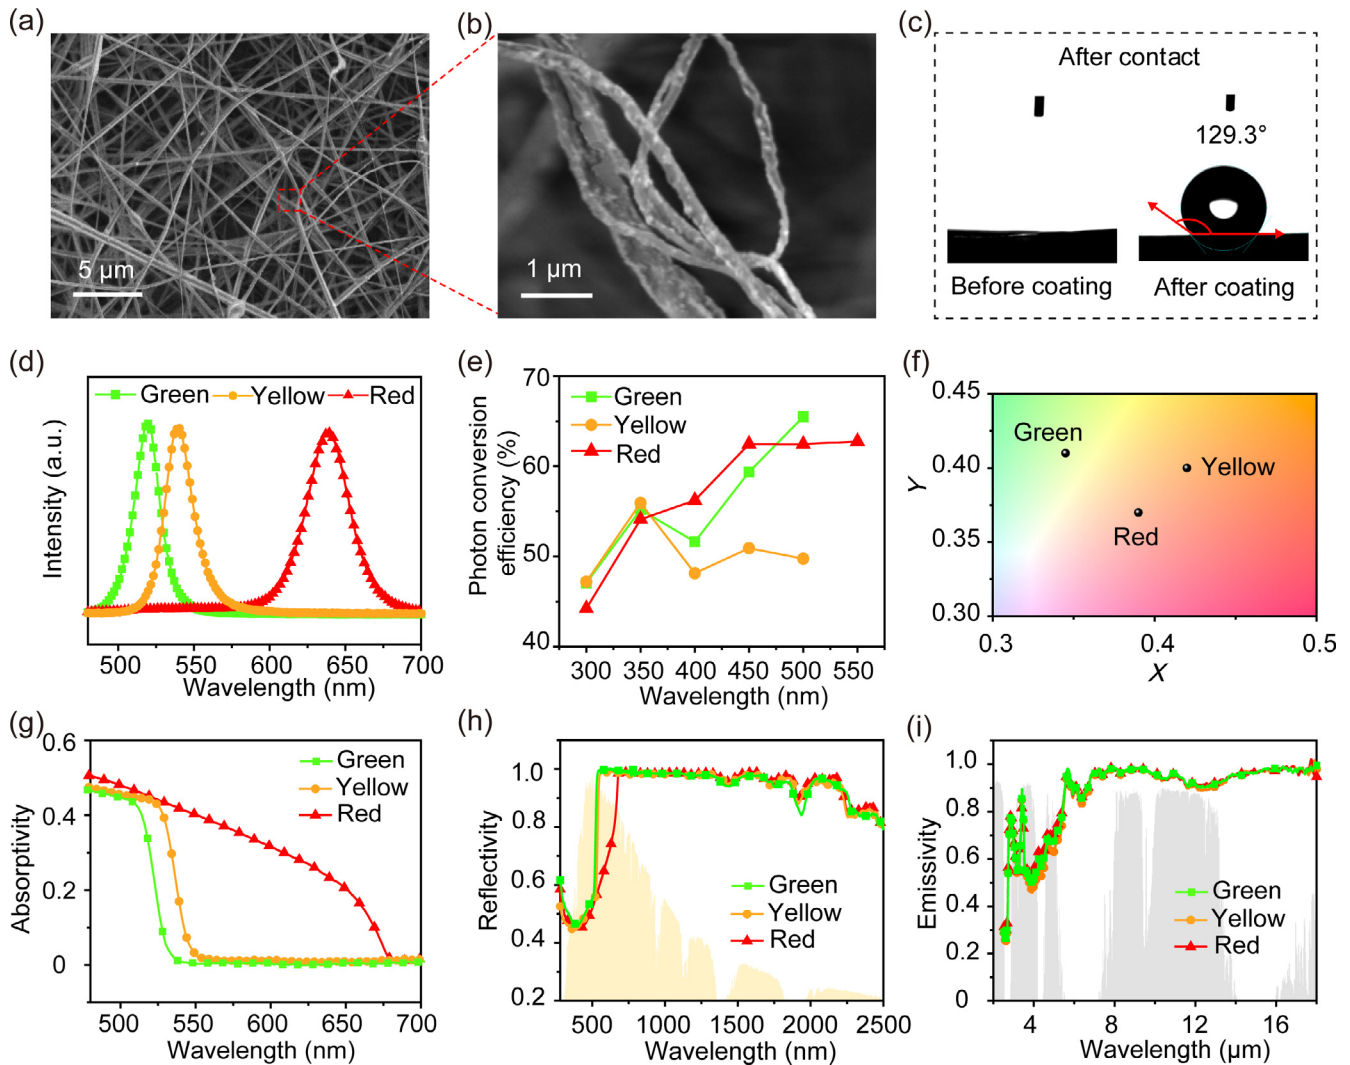 (a)
5 μm
(b)
1 μm
(c)
After contact
129.3°
Before coating
After coating
(d)
Green
Yellow
Red
Intensity (a.u.)
500
550
600
650
700
Wavelength (nm)
(e)
70
60
50
40
Photon conversion
efficiency (%)
Green
Yellow
Red
300
350
400
450
500
550
Wavelength (nm)
(f)
0.45
0.40
0.35
0.30
Y
Green
Yellow
Red
0.3
0.4
0.5
X
(g)
0.6
0.4
0.2
0
Absorptivity
Green
Yellow
Red
500
550
600
650
700
Wavelength (nm)
(h)
1.0
0.8
0.6
0.4
0.2
Reflectivity
Green
Yellow
Red
500
1000
1500
2000
2500
Wavelength (nm)
(i)
1.0
0.8
0.6
0.4
0.2
0
Emissivity
Green
Yellow
Red
4
8
12
16
Wavelength (μm)